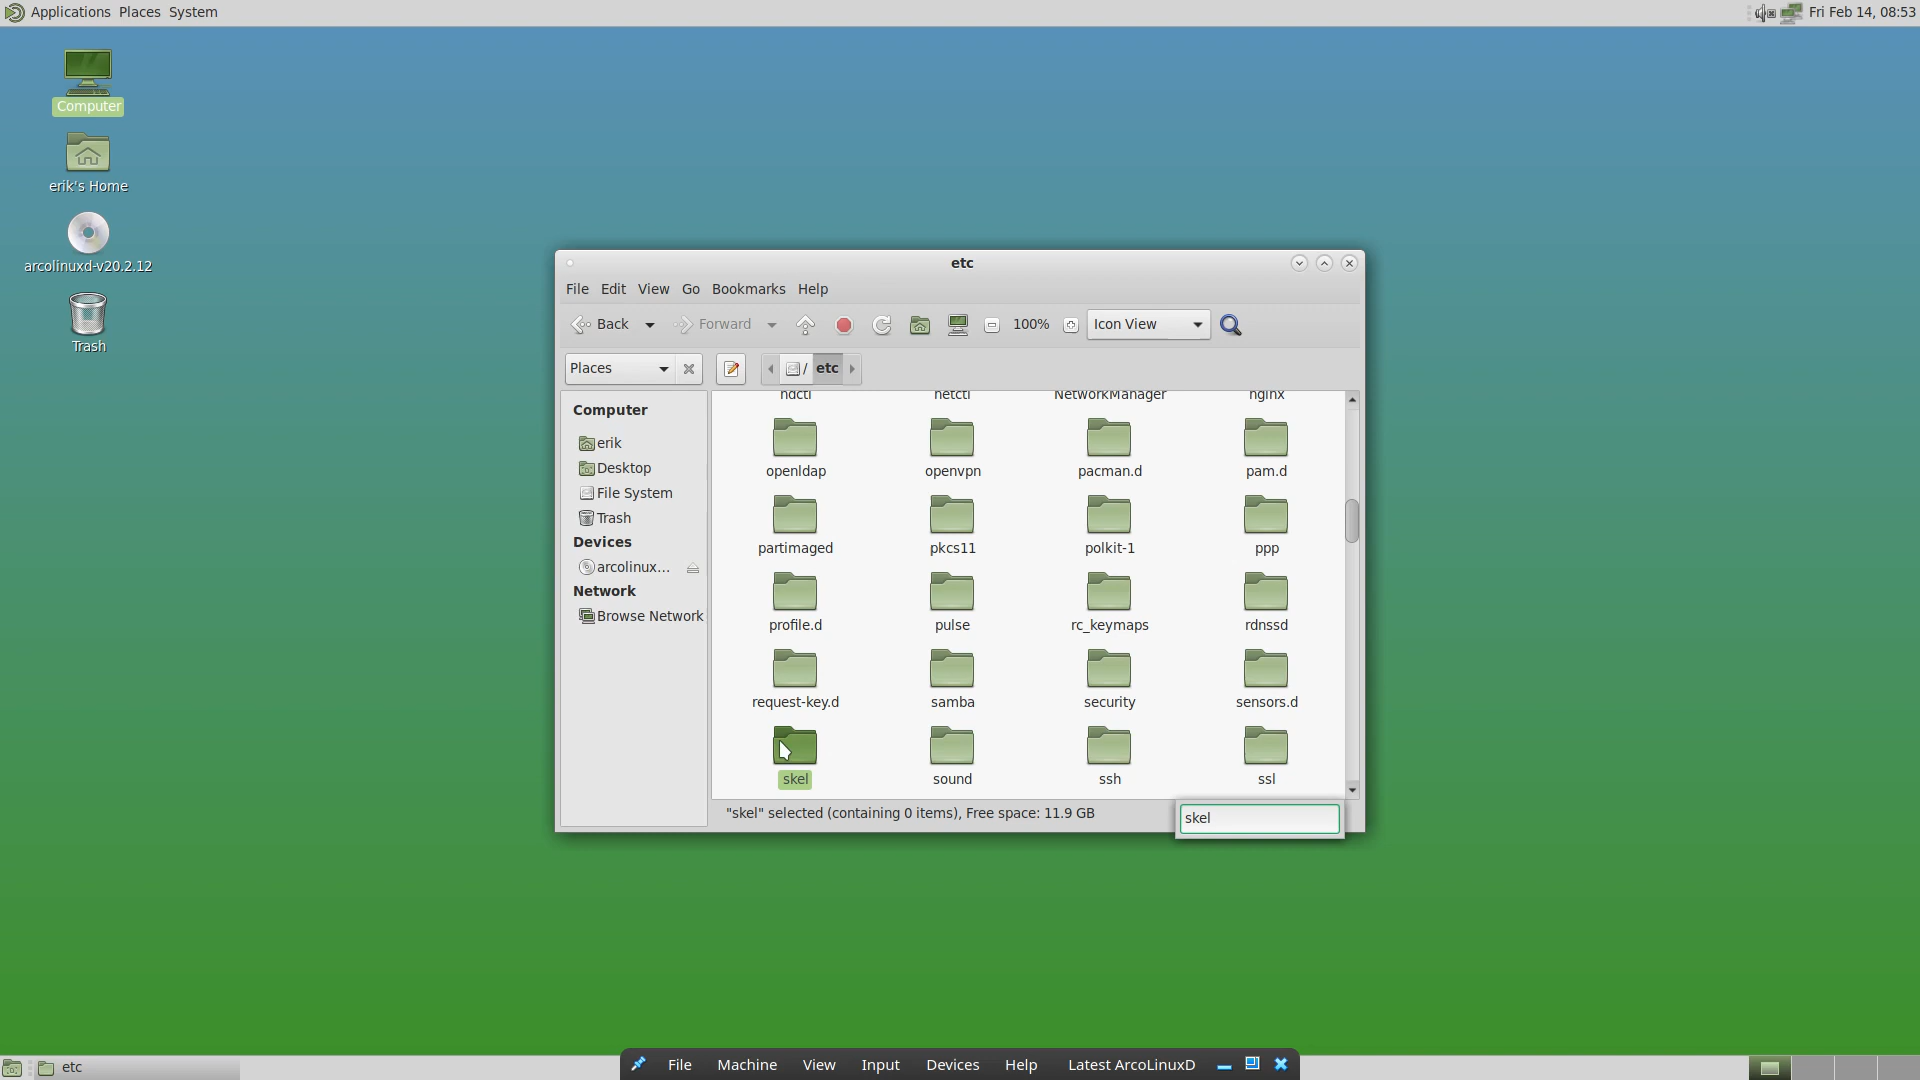 Applications Places System
Fri Feb 14, 08:53
Computer
erik's Home
arcolinuxd-v20.2.12
Trash
etc
File Edit View Go Bookmarks Help
Back Forward 100% Icon View
Places / etc
Computer
erik
Desktop
File System
Trash
Devices
arcolinux...
Network
Browse Network
ndctl netctl NetworkManager nginx
openldap openvpn pacman.d pam.d
partimaged pkcs11 polkit-1 ppp
profile.d pulse rc_keymaps rdnssd
request-key.d samba security sensors.d
skel sound ssh ssl
"skel" selected (containing 0 items), Free space: 11.9 GB
skel
etc
File Machine View Input Devices Help Latest ArcoLinuxD